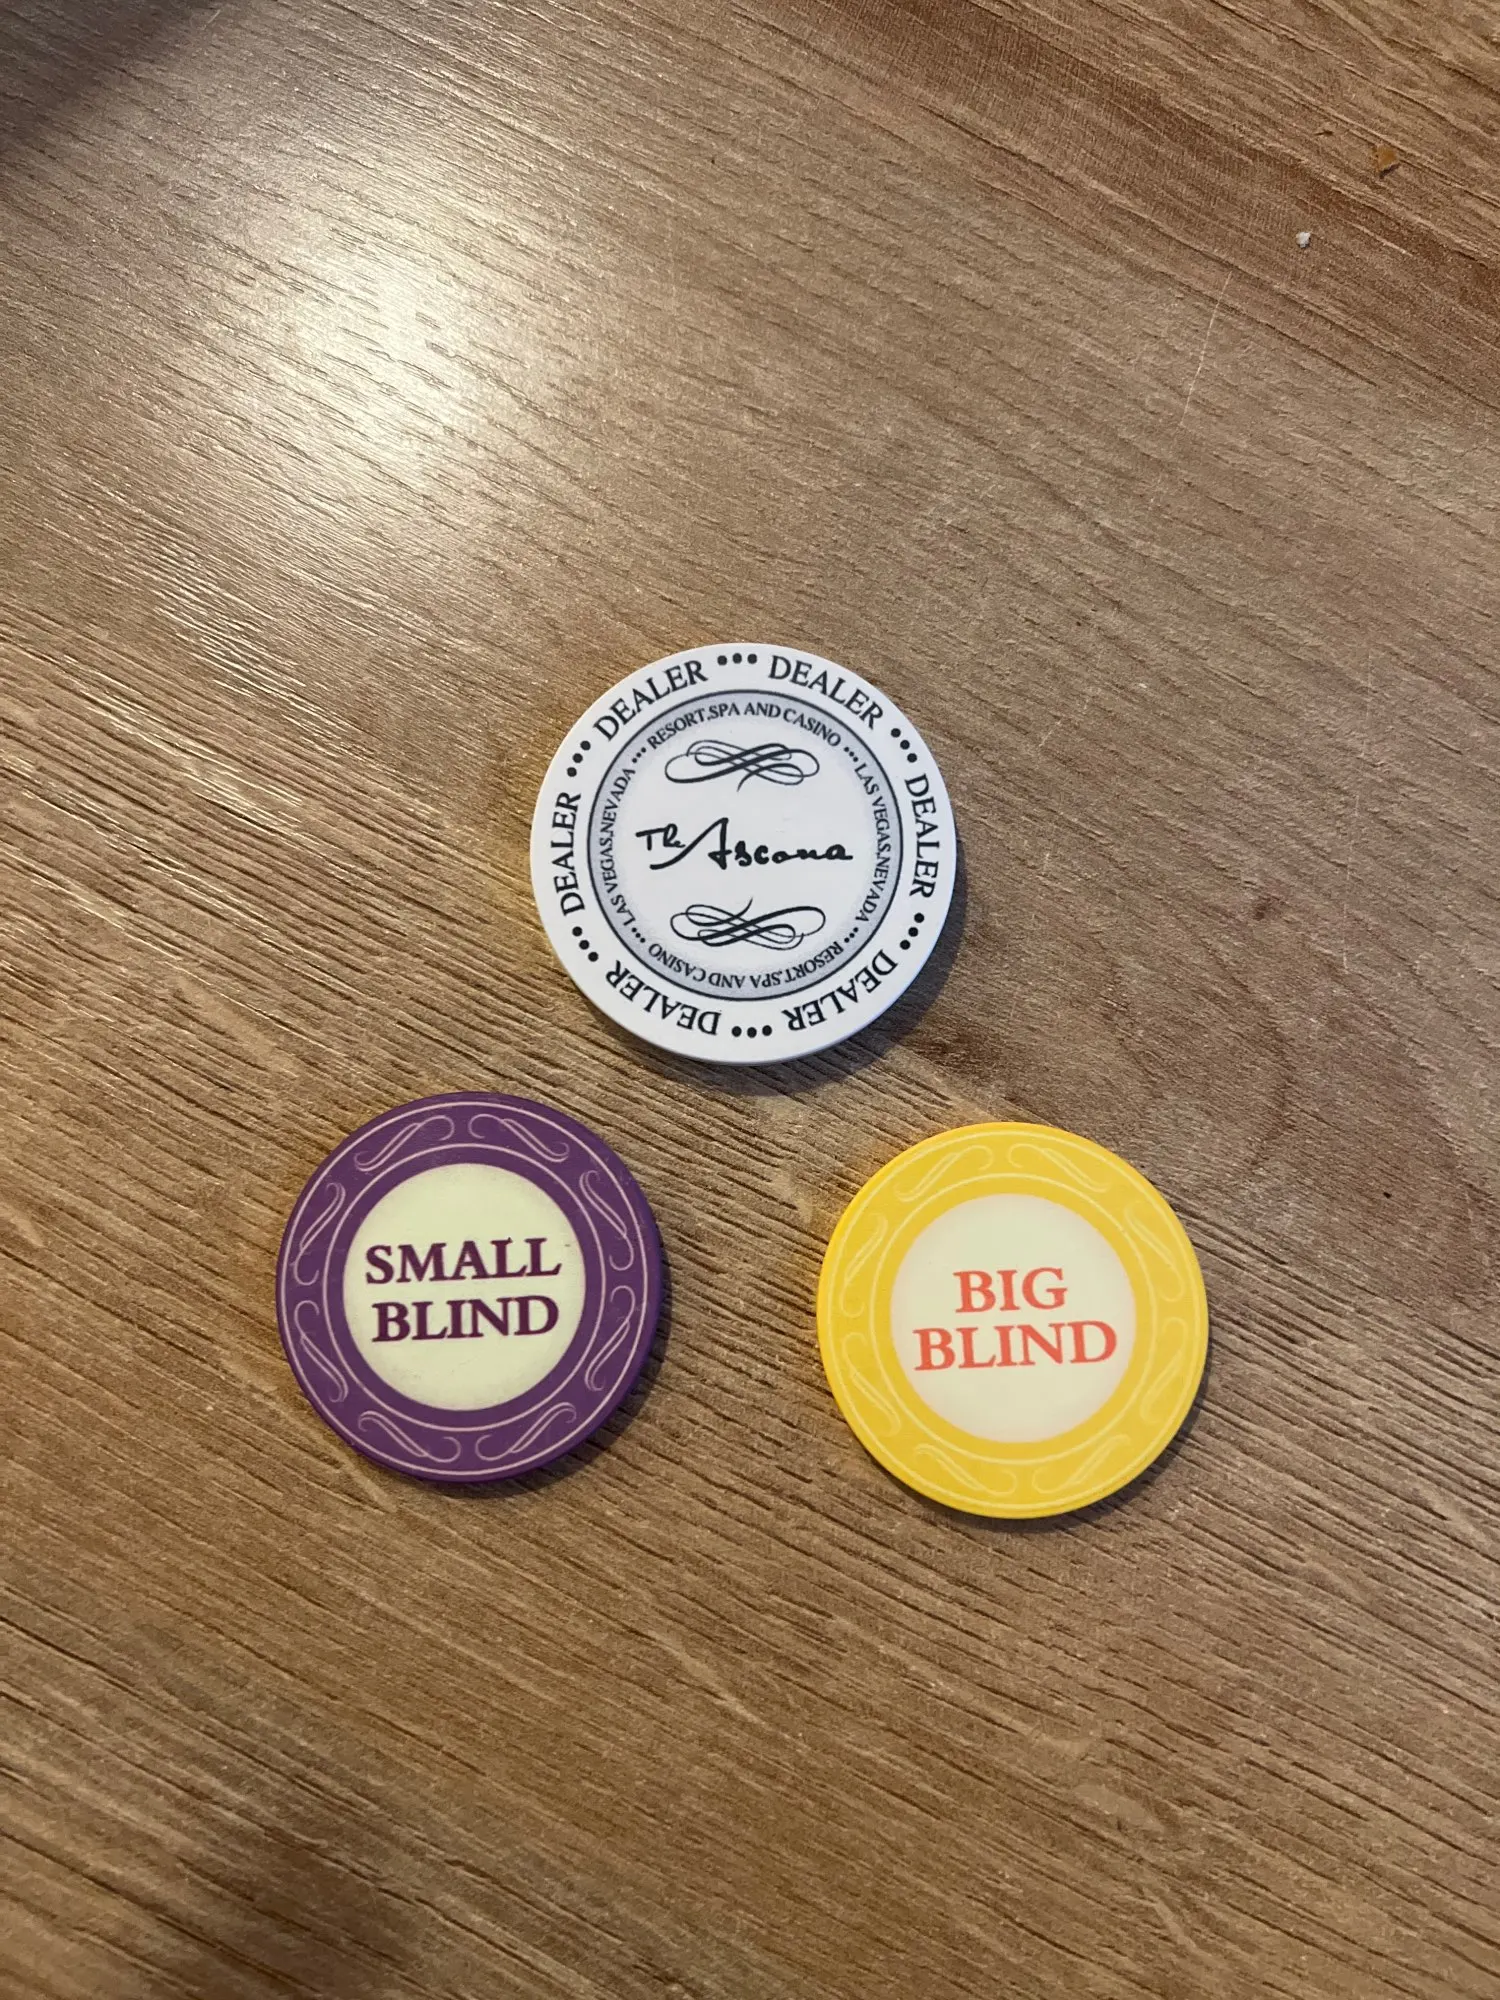 DEALER ••• DEALER ••• DEALER ••• DEALER ••• DEALER ••• DEALER •••
RESORT,SPA AND CASINO ••• LAS VEGAS,NEVADA ••• RESORT,SPA AND CASINO ••• LAS VEGAS,NEVADA •••
The Ascona
SMALL
BLIND
BIG
BLIND